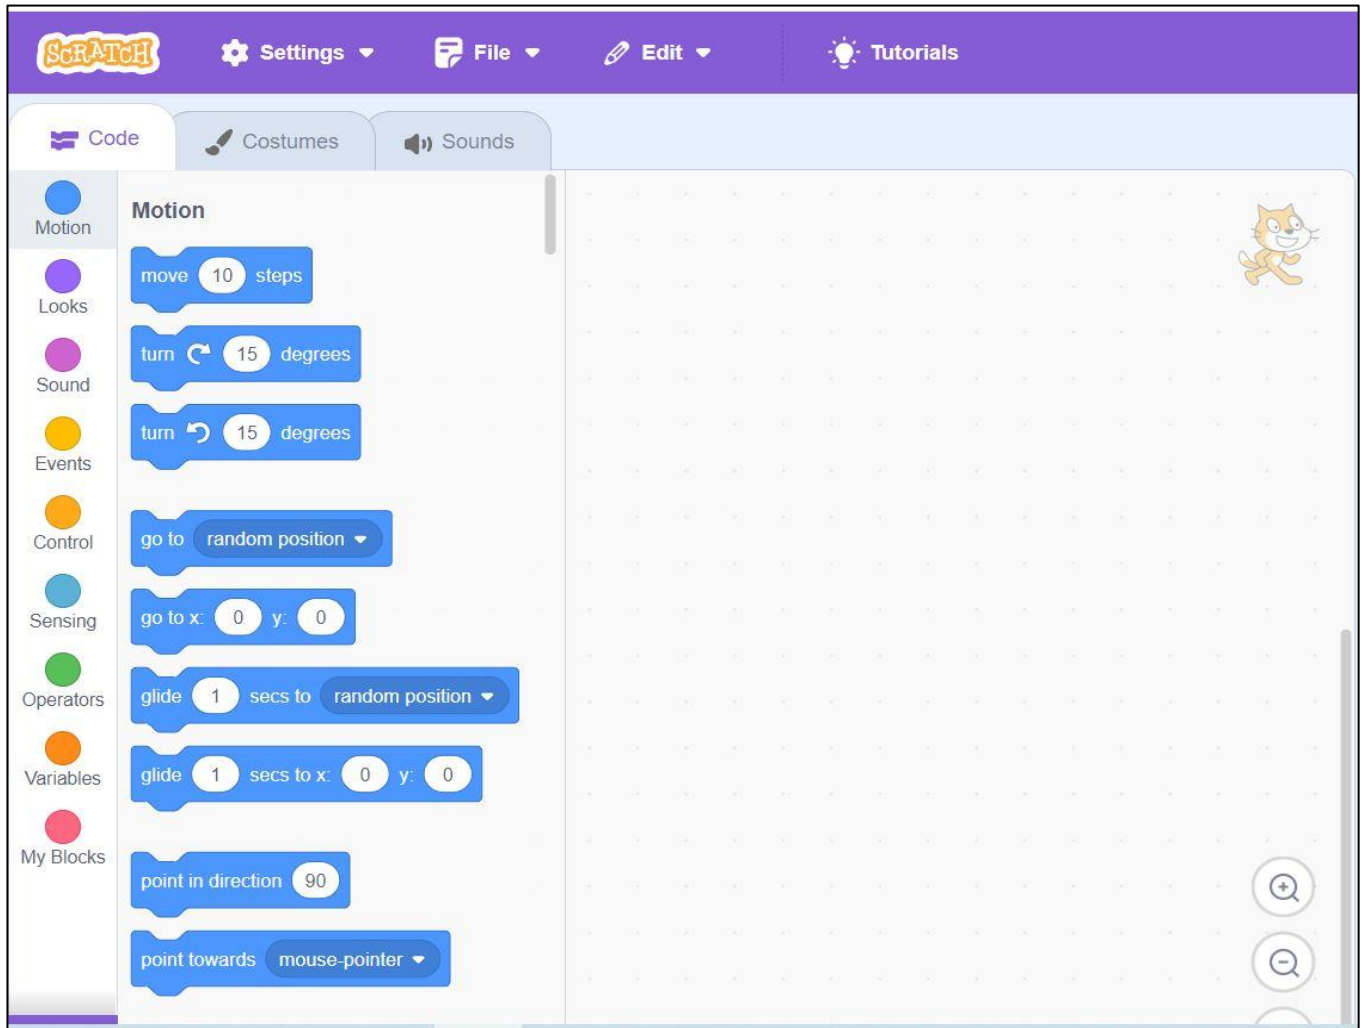 SCRATCH Settings File Edit Tutorials
Code Costumes Sounds
Motion
Looks
Sound
Events
Control
Sensing
Operators
Variables
My Blocks
Motion
move 10 steps
turn 15 degrees
turn 15 degrees
go to random position
go to x: 0 y: 0
glide 1 secs to random position
glide 1 secs to x: 0 y: 0
point in direction 90
point towards mouse-pointer